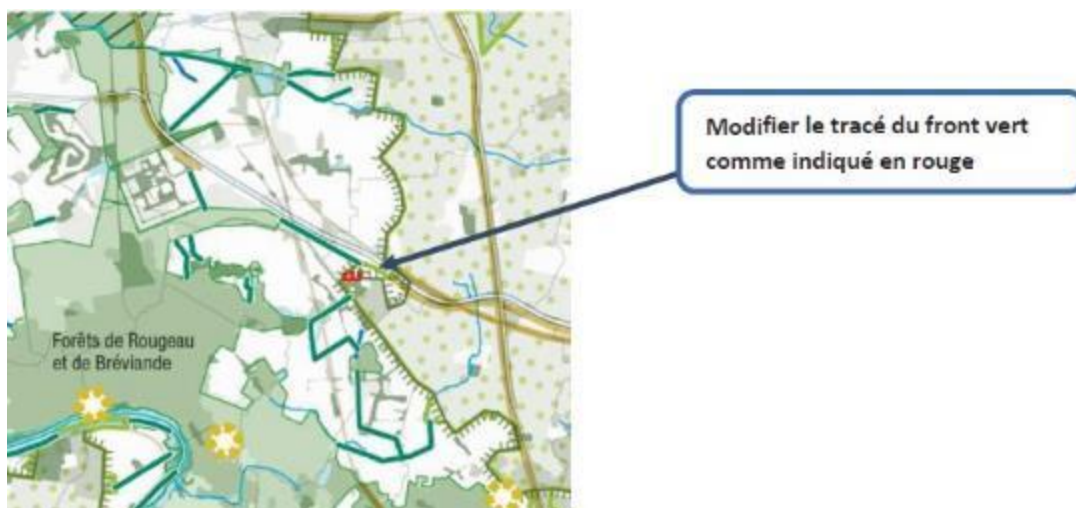 Modifier le tracé du front vert
comme indiqué en rouge
Forêts de Rougeau
et de Bréviande